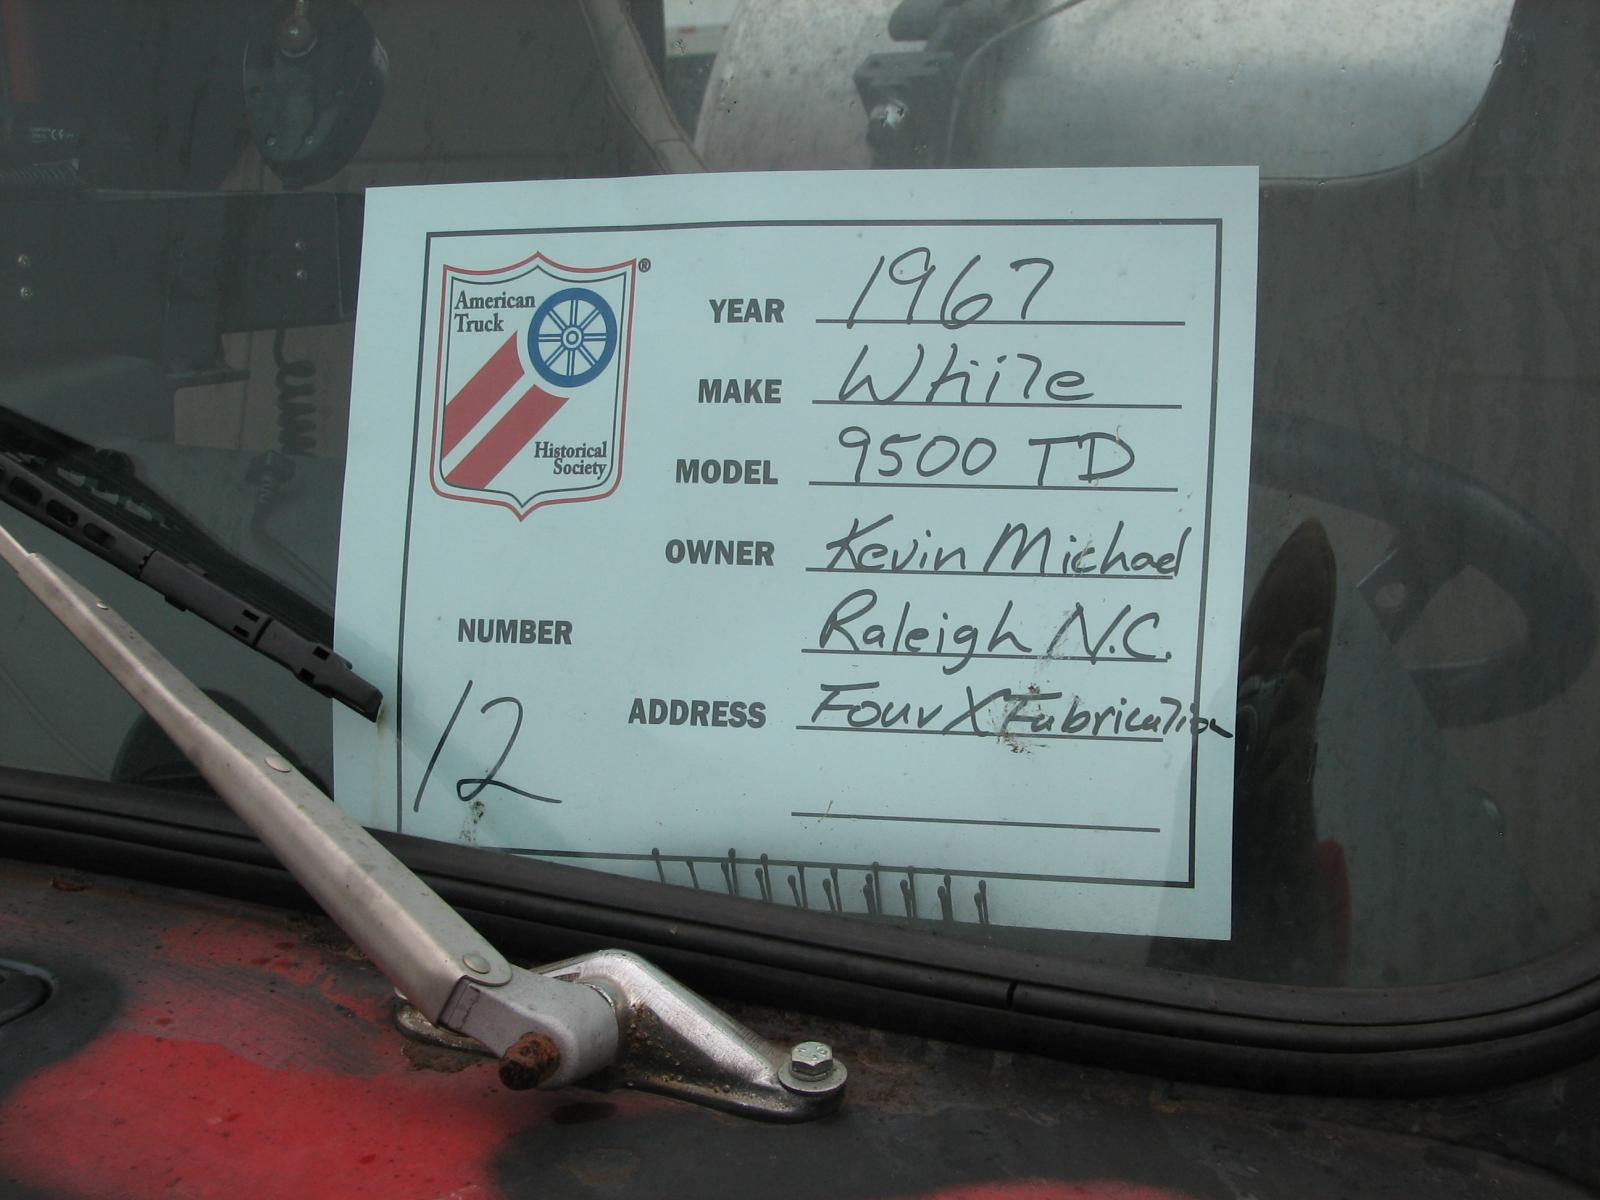 American
Truck
Historical
Society
®
YEAR 1967
MAKE White
MODEL 9500 TD
OWNER Kevin Michael
Raleigh N.C.
ADDRESS Four X Fabrication
NUMBER
12